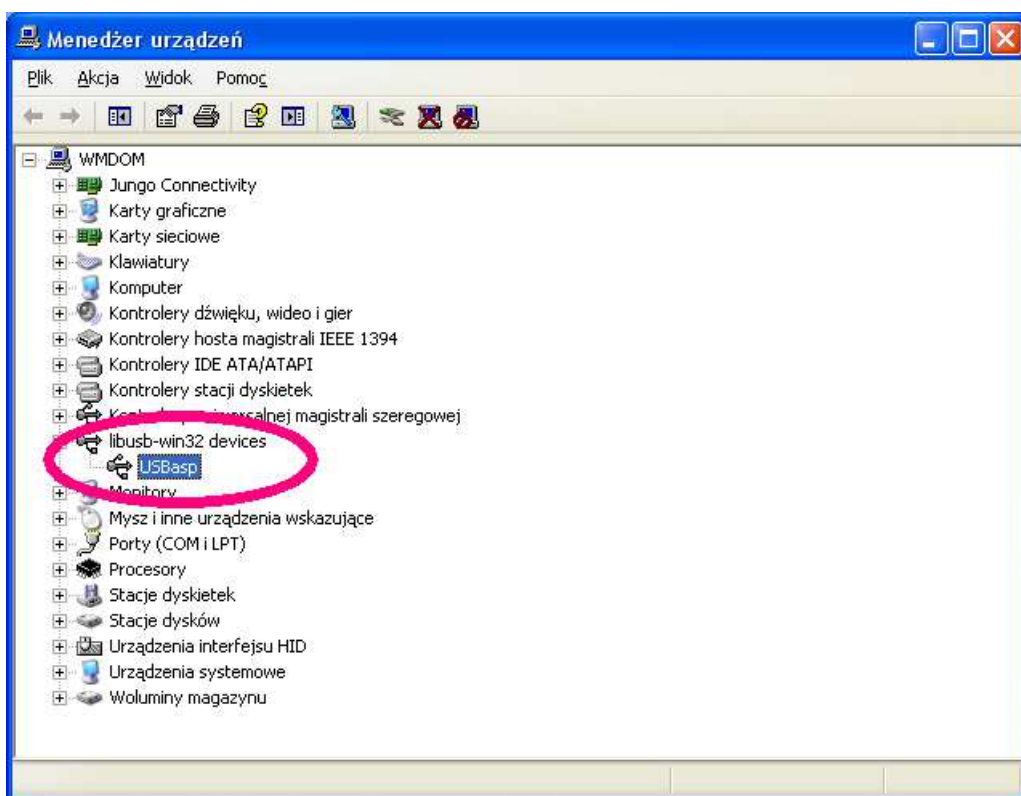 Menedżer urządzeń
Plik Akcja Widok Pomoc
WMDOM
Jungo Connectivity
Karty graficzne
Karty sieciowe
Klawiatury
Komputer
Kontrolery dźwięku, wideo i gier
Kontrolery hosta magistrali IEEE 1394
Kontrolery IDE ATA/ATAPI
Kontrolery stacji dyskietek
Kontrolery uniwersalnej magistrali szeregowej
libusb-win32 devices
USBasp
Monitory
Mysz i inne urządzenia wskazujące
Porty (COM i LPT)
Procesory
Stacje dyskietek
Stacje dysków
Urządzenia interfejsu HID
Urządzenia systemowe
Woluminy magazynu